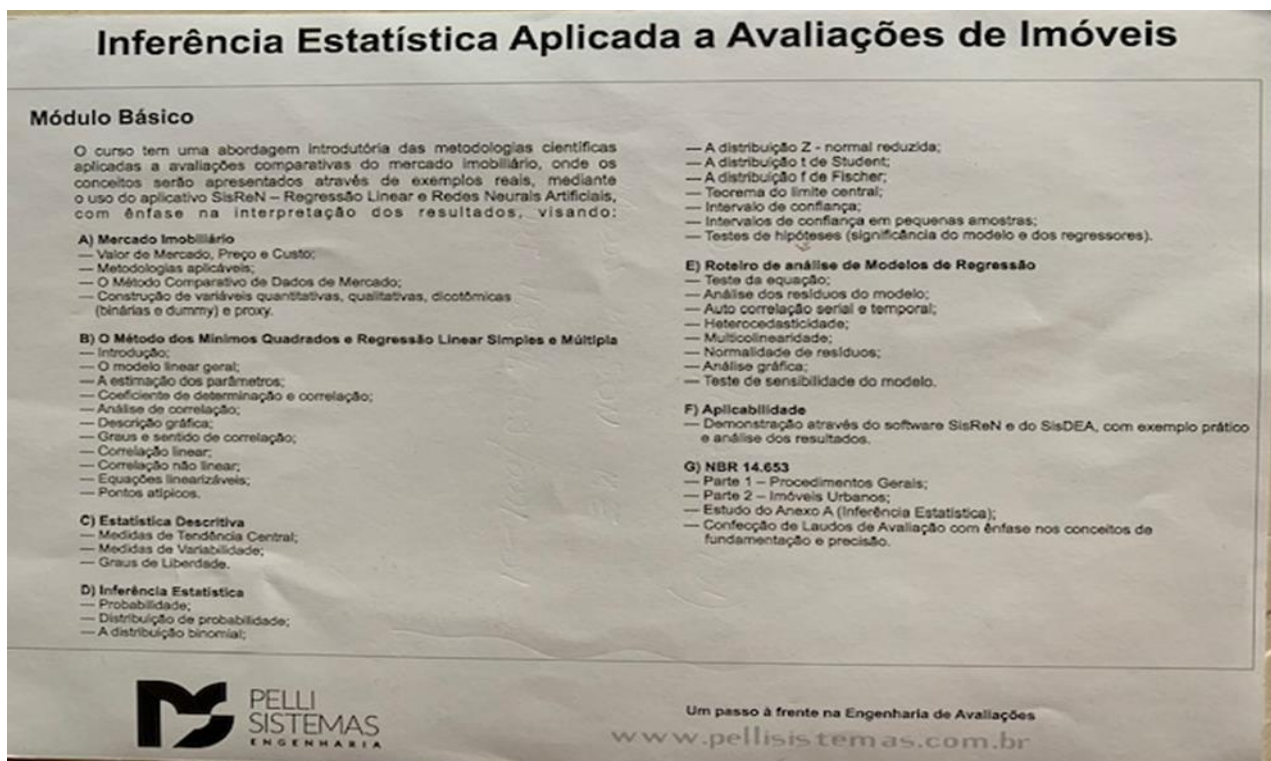 Inferência Estatística Aplicada a Avaliações de Imóveis
Módulo Básico
O curso tem uma abordagem introdutória das metodologias científicas
aplicadas a avaliações comparativas do mercado imobiliário, onde os
conceitos serão apresentados através de exemplos reais, mediante
o uso do aplicativo SisReN – Regressão Linear e Redes Neurais Artificiais,
com ênfase na interpretação dos resultados, visando:
A) Mercado Imobiliário
— Valor de Mercado, Preço e Custo;
— Metodologias aplicáveis;
— O Método Comparativo de Dados de Mercado;
— Construção de variáveis quantitativas, qualitativas, dicotômicas
(binárias e dummy) e proxy.
B) O Método dos Mínimos Quadrados e Regressão Linear Simples e Múltipla
— Introdução;
— O modelo linear geral;
— A estimação dos parâmetros;
— Coeficiente de determinação e correlação;
— Análise de correlação;
— Descrição gráfica;
— Graus e sentido de correlação;
— Correlação linear;
— Correlação não linear;
— Equações linearizáveis;
— Pontos atípicos.
C) Estatística Descritiva
— Medidas de Tendência Central;
— Medidas de Variabilidade;
— Graus de Liberdade.
D) Inferência Estatística
— Probabilidade;
— Distribuição de probabilidade;
— A distribuição binomial;
— A distribuição Z - normal reduzida;
— A distribuição t de Student;
— A distribuição f de Fischer;
— Teorema do limite central;
— Intervalo de confiança;
— Intervalos de confiança em pequenas amostras;
— Testes de hipóteses (significância do modelo e dos regressores).
E) Roteiro de análise de Modelos de Regressão
— Teste da equação;
— Análise dos resíduos do modelo;
— Auto correlação serial e temporal;
— Heterocedasticidade;
— Multicolinearidade;
— Normalidade de resíduos;
— Análise gráfica;
— Teste de sensibilidade do modelo.
F) Aplicabilidade
— Demonstração através do software SisReN e do SisDEA, com exemplo prático
e análise dos resultados.
G) NBR 14.653
— Parte 1 – Procedimentos Gerais;
— Parte 2 – Imóveis Urbanos;
— Estudo do Anexo A (Inferência Estatística);
— Confecção de Laudos de Avaliação com ênfase nos conceitos de
fundamentação e precisão.
PELLI
SISTEMAS
ENGENHARIA
Um passo à frente na Engenharia de Avaliações
www.pellisistemas.com.br